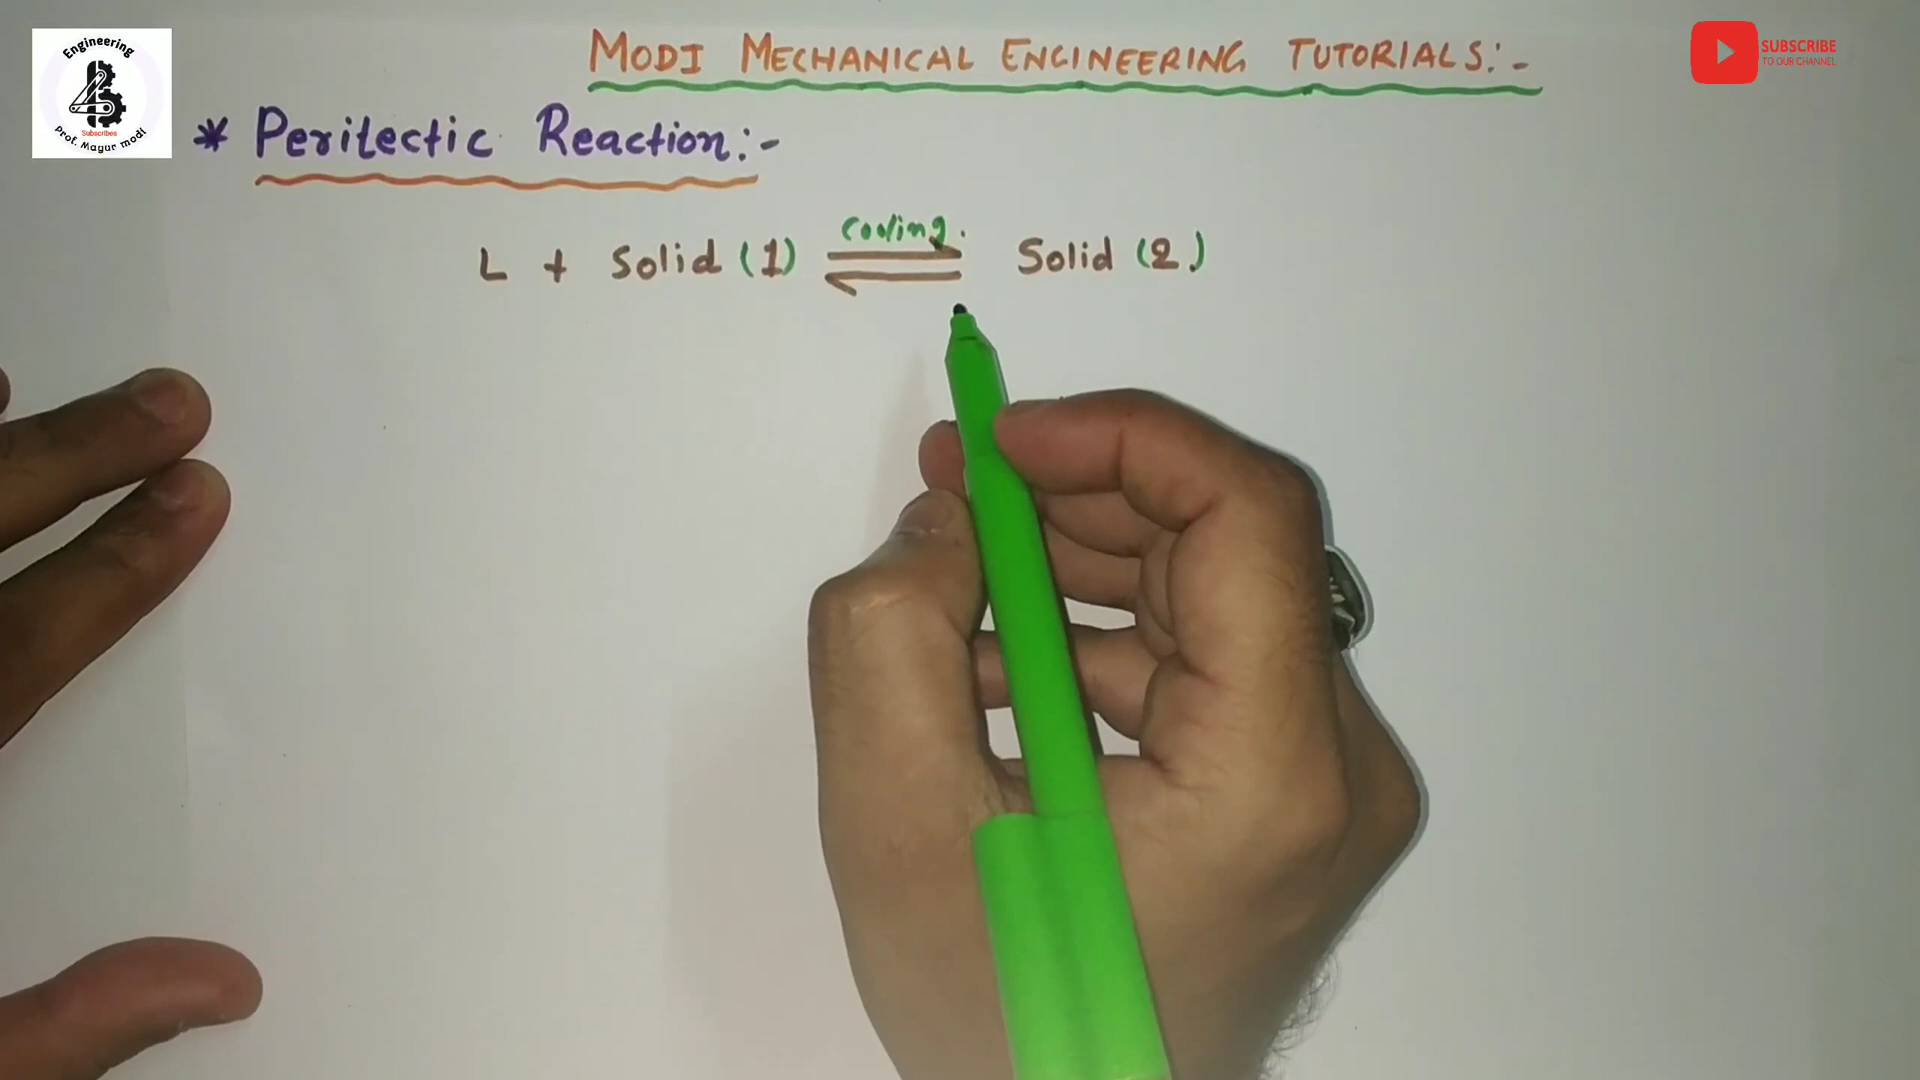 MODI MECHANICAL ENGINEERING TUTORIALS:-
SUBSCRIBE
TO OUR CHANNEL
Engineering
Subscribes
Prof. Mayur modi
* Peritectic Reaction:-
cooling.
L + Solid (1) ⇌ Solid (2)